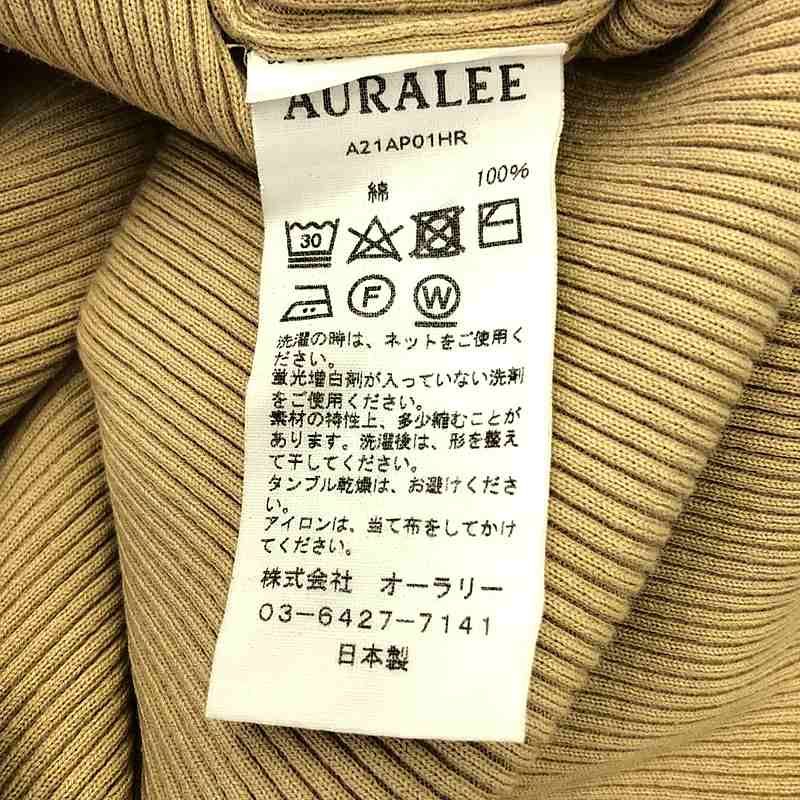 AURALEE
A21AP01HR
綿 100%
30
F W
洗濯の時は、ネットをご使用く
ださい。
蛍光増白剤が入っていない洗剤
をご使用ください。
素材の特性上、多少縮むことが
あります。洗濯後は、形を整え
て干してください。
タンブル乾燥は、お避けくださ
い。
アイロンは、当て布をしてかけ
てください。
株式会社 オーラリー
03-6427-7141
日本製